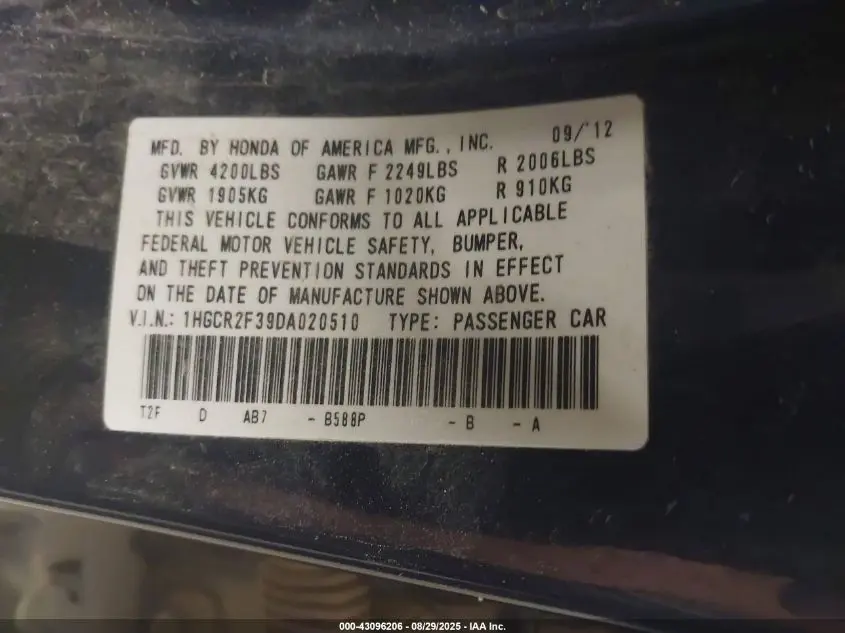 MFD. BY HONDA OF AMERICA MFG., INC. 09/'12
GVWR 4200LBS GAWR F 2249LBS R 2006LBS
GVWR 1905KG GAWR F 1020KG R 910KG
THIS VEHICLE CONFORMS TO ALL APPLICABLE
FEDERAL MOTOR VEHICLE SAFETY, BUMPER,
AND THEFT PREVENTION STANDARDS IN EFFECT
ON THE DATE OF MANUFACTURE SHOWN ABOVE.
V.I.N.: 1HGCR2F39DA020510 TYPE: PASSENGER CAR
T2F D AB7 - B588P - B - A
000-43096206 - 08/29/2025 - IAA Inc.